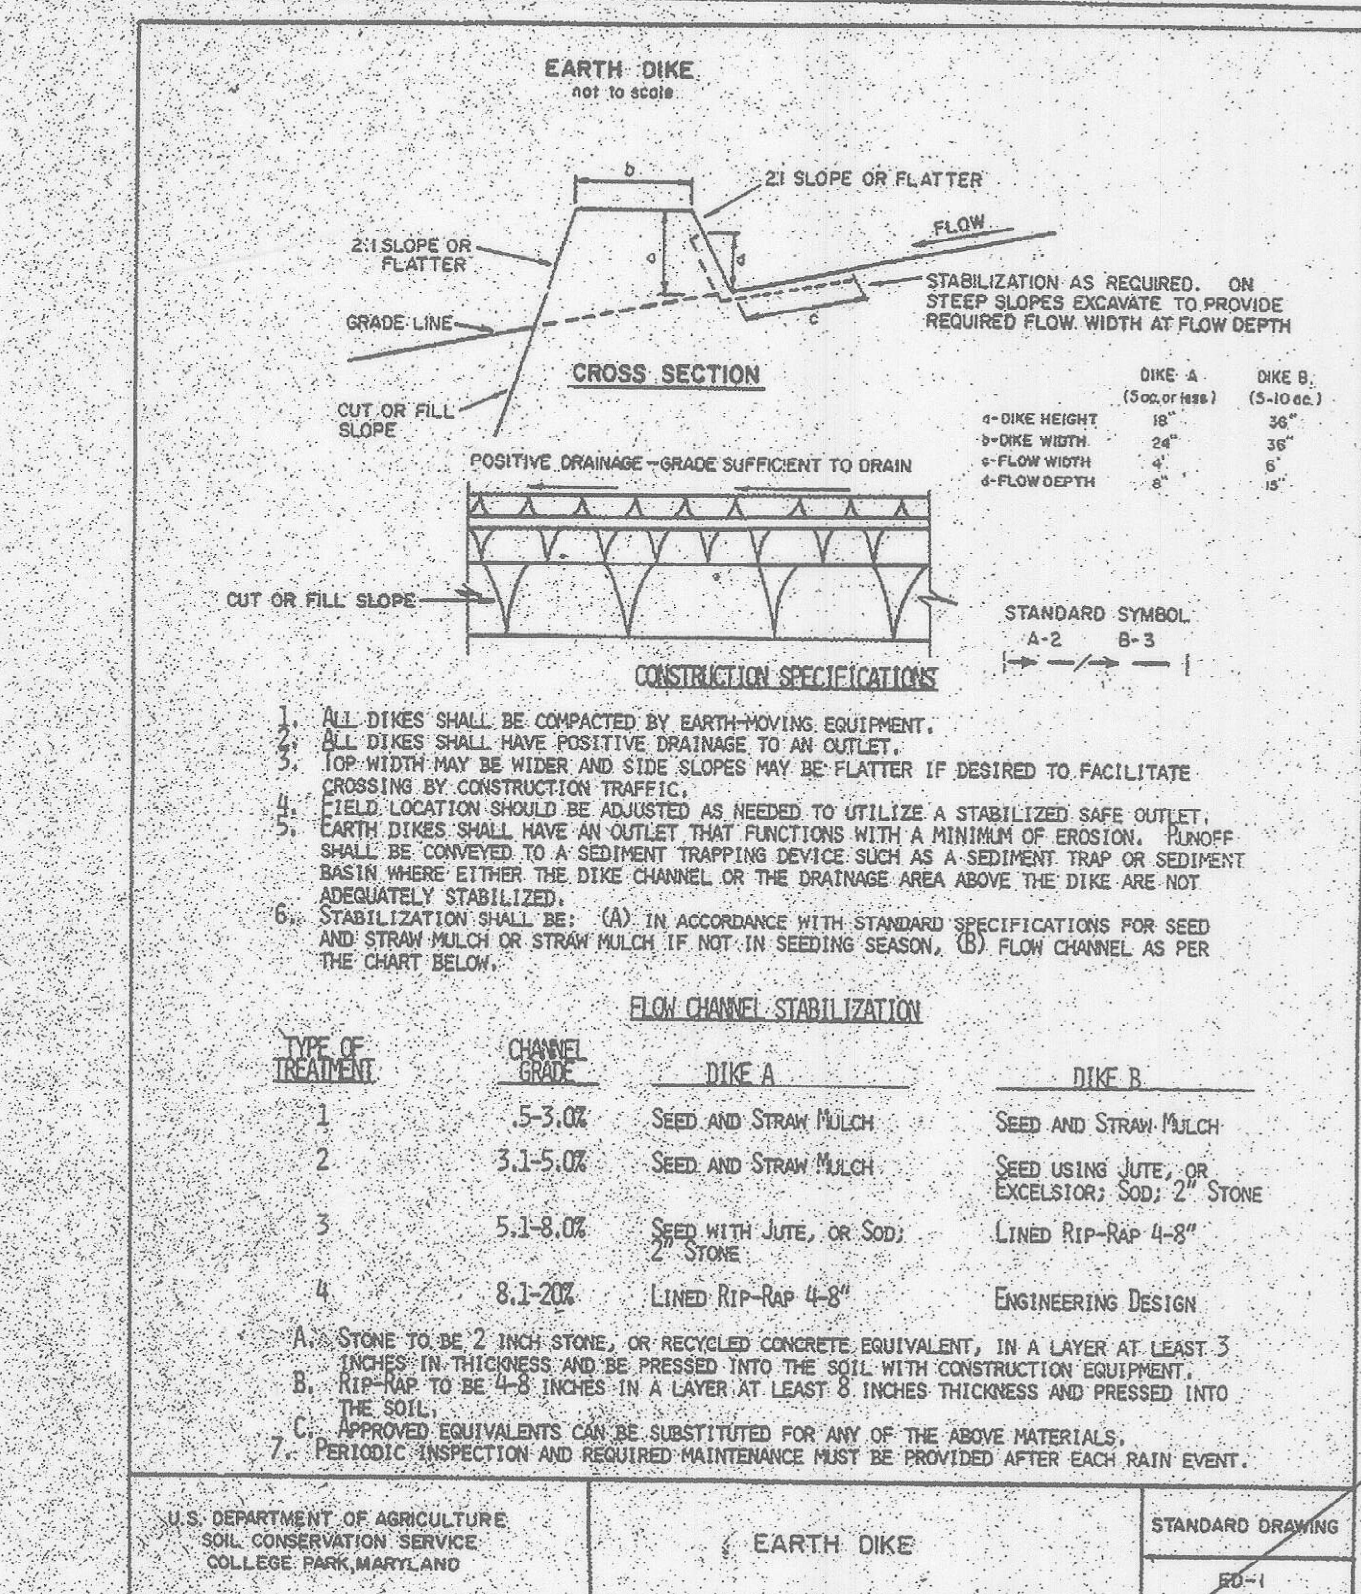 EARTH DIKE
not to scale
b
2:1 SLOPE OR FLATTER
FLOW
2:1 SLOPE OR
FLATTER
a
d
STABILIZATION AS REQUIRED. ON
STEEP SLOPES EXCAVATE TO PROVIDE
REQUIRED FLOW WIDTH AT FLOW DEPTH
GRADE LINE
c
CROSS SECTION
CUT OR FILL
SLOPE
DIKE A DIKE B
(5 ac. or less) (5-10 ac.)
a-DIKE HEIGHT 18" 36"
b-DIKE WIDTH 24" 36"
c-FLOW WIDTH 4' 6'
d-FLOW DEPTH 8" 15"
POSITIVE DRAINAGE-GRADE SUFFICIENT TO DRAIN
CUT OR FILL SLOPE
STANDARD SYMBOL
A-2 B-3
CONSTRUCTION SPECIFICATIONS
1. ALL DIKES SHALL BE COMPACTED BY EARTH-MOVING EQUIPMENT.
2. ALL DIKES SHALL HAVE POSITIVE DRAINAGE TO AN OUTLET.
3. TOP WIDTH MAY BE WIDER AND SIDE SLOPES MAY BE FLATTER IF DESIRED TO FACILITATE
CROSSING BY CONSTRUCTION TRAFFIC.
4. FIELD LOCATION SHOULD BE ADJUSTED AS NEEDED TO UTILIZE A STABILIZED SAFE OUTLET.
5. EARTH DIKES SHALL HAVE AN OUTLET THAT FUNCTIONS WITH A MINIMUM OF EROSION. RUNOFF
SHALL BE CONVEYED TO A SEDIMENT TRAPPING DEVICE SUCH AS A SEDIMENT TRAP OR SEDIMENT
BASIN WHERE EITHER THE DIKE CHANNEL OR THE DRAINAGE AREA ABOVE THE DIKE ARE NOT
ADEQUATELY STABILIZED.
6. STABILIZATION SHALL BE: (A) IN ACCORDANCE WITH STANDARD SPECIFICATIONS FOR SEED
AND STRAW MULCH OR STRAW MULCH IF NOT IN SEEDING SEASON, (B) FLOW CHANNEL AS PER
THE CHART BELOW.
FLOW CHANNEL STABILIZATION
TYPE OF CHANNEL
TREATMENT GRADE DIKE A DIKE B
1 .5-3.0% SEED AND STRAW MULCH SEED AND STRAW MULCH
2 3.1-5.0% SEED AND STRAW MULCH SEED USING JUTE, OR
EXCELSIOR; SOD; 2" STONE
3 5.1-8.0% SEED WITH JUTE, OR SOD; LINED RIP-RAP 4-8"
2" STONE
4 8.1-20% LINED RIP-RAP 4-8" ENGINEERING DESIGN
A. STONE TO BE 2 INCH STONE, OR RECYCLED CONCRETE EQUIVALENT, IN A LAYER AT LEAST 3
INCHES IN THICKNESS AND BE PRESSED INTO THE SOIL WITH CONSTRUCTION EQUIPMENT.
B. RIP-RAP TO BE 4-8 INCHES IN A LAYER AT LEAST 8 INCHES THICKNESS AND PRESSED INTO
THE SOIL.
C. APPROVED EQUIVALENTS CAN BE SUBSTITUTED FOR ANY OF THE ABOVE MATERIALS.
7. PERIODIC INSPECTION AND REQUIRED MAINTENANCE MUST BE PROVIDED AFTER EACH RAIN EVENT.
U.S. DEPARTMENT OF AGRICULTURE
SOIL CONSERVATION SERVICE
COLLEGE PARK, MARYLAND
EARTH DIKE
STANDARD DRAWING
ED-1